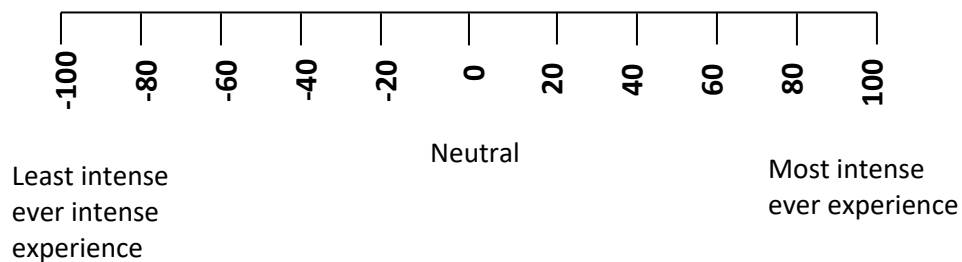 -100
-80
-60
-40
-20
0
20
40
60
80
100
Neutral
Least intense
ever intense
experience
Most intense
ever experience